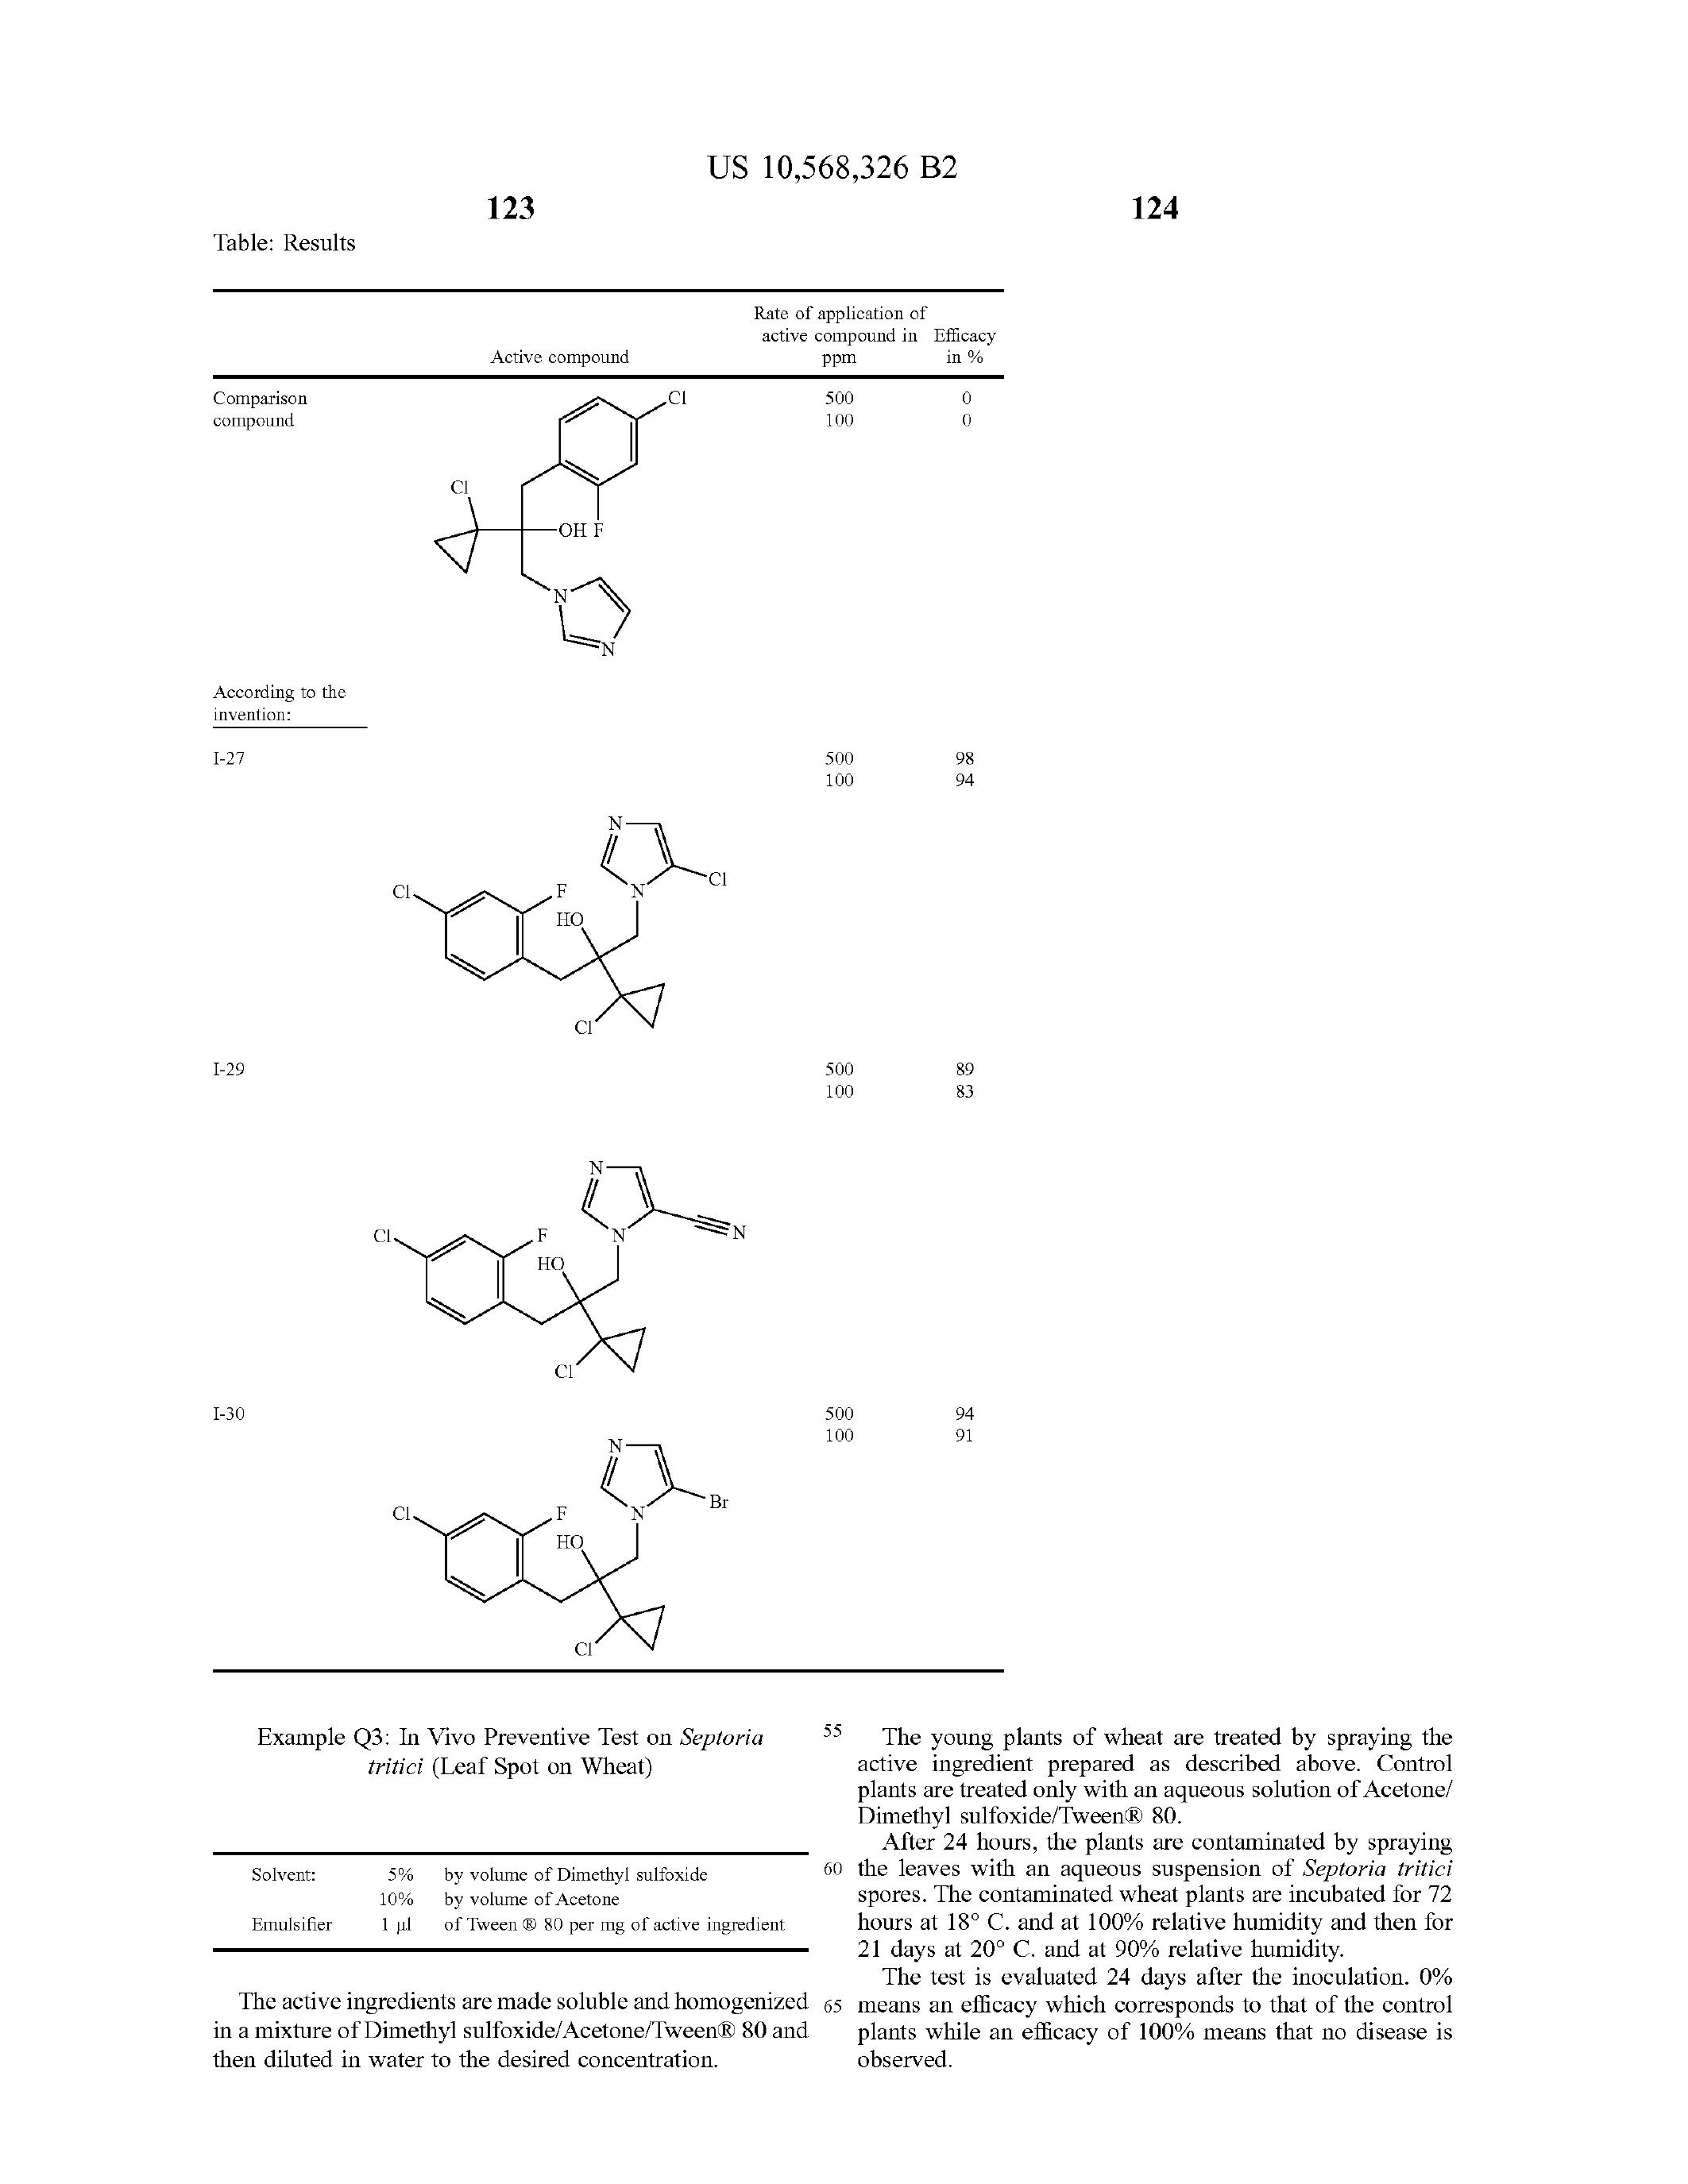 US 10,568,326 B2
123
124
Table: Results
Rate of application of
active compound in Efficacy
Active compound ppm in %
Comparison 500 0
compound 100 0
Cl
Cl
OH F
N
N
According to the
invention:
I-27 500 98
100 94
N
Cl
Cl F N
HO
Cl
I-29 500 89
100 83
N
N
Cl F N
HO
Cl
I-30 500 94
100 91
N
Br
Cl F N
HO
Cl
Example Q3: In Vivo Preventive Test on Septoria
tritici (Leaf Spot on Wheat)
Solvent: 5% by volume of Dimethyl sulfoxide
10% by volume of Acetone
Emulsifier 1 µl of Tween ® 80 per mg of active ingredient
The active ingredients are made soluble and homogenized
in a mixture of Dimethyl sulfoxide/Acetone/Tween® 80 and
then diluted in water to the desired concentration.
55 The young plants of wheat are treated by spraying the
active ingredient prepared as described above. Control
plants are treated only with an aqueous solution of Acetone/
Dimethyl sulfoxide/Tween® 80.
After 24 hours, the plants are contaminated by spraying
60 the leaves with an aqueous suspension of Septoria tritici
spores. The contaminated wheat plants are incubated for 72
hours at 18° C. and at 100% relative humidity and then for
21 days at 20° C. and at 90% relative humidity.
The test is evaluated 24 days after the inoculation. 0%
65 means an efficacy which corresponds to that of the control
plants while an efficacy of 100% means that no disease is
observed.